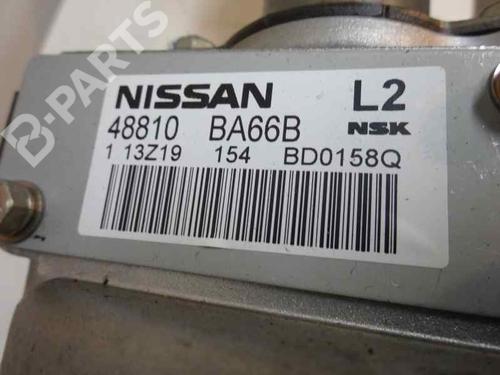 B-PARTS
NISSAN L2
48810 BA66B NSK
1 13Z19 154 BD0158Q